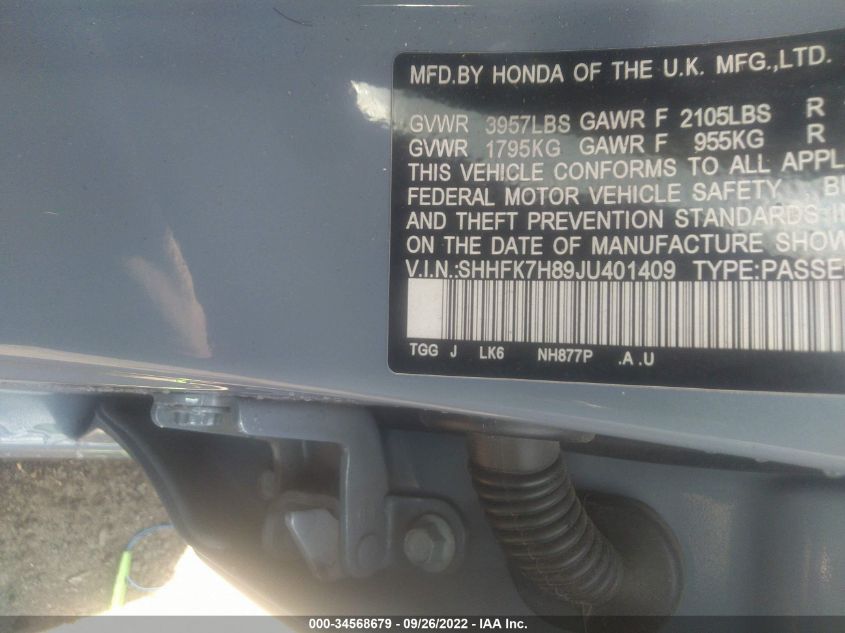 MFD.BY HONDA OF THE U.K. MFG.,LTD.
GVWR 3957LBS GAWR F 2105LBS R
GVWR 1795KG GAWR F 955KG R
THIS VEHICLE CONFORMS TO ALL APPL
FEDERAL MOTOR VEHICLE SAFETY
AND THEFT PREVENTION STANDARDS
ON THE DATE OF MANUFACTURE SHOW
V.I.N.:SHHFK7H89JU401409 TYPE:PASSE
TGG J LK6 NH877P .A.U
000-34568679 / 09/26/2022 - IAA Inc.